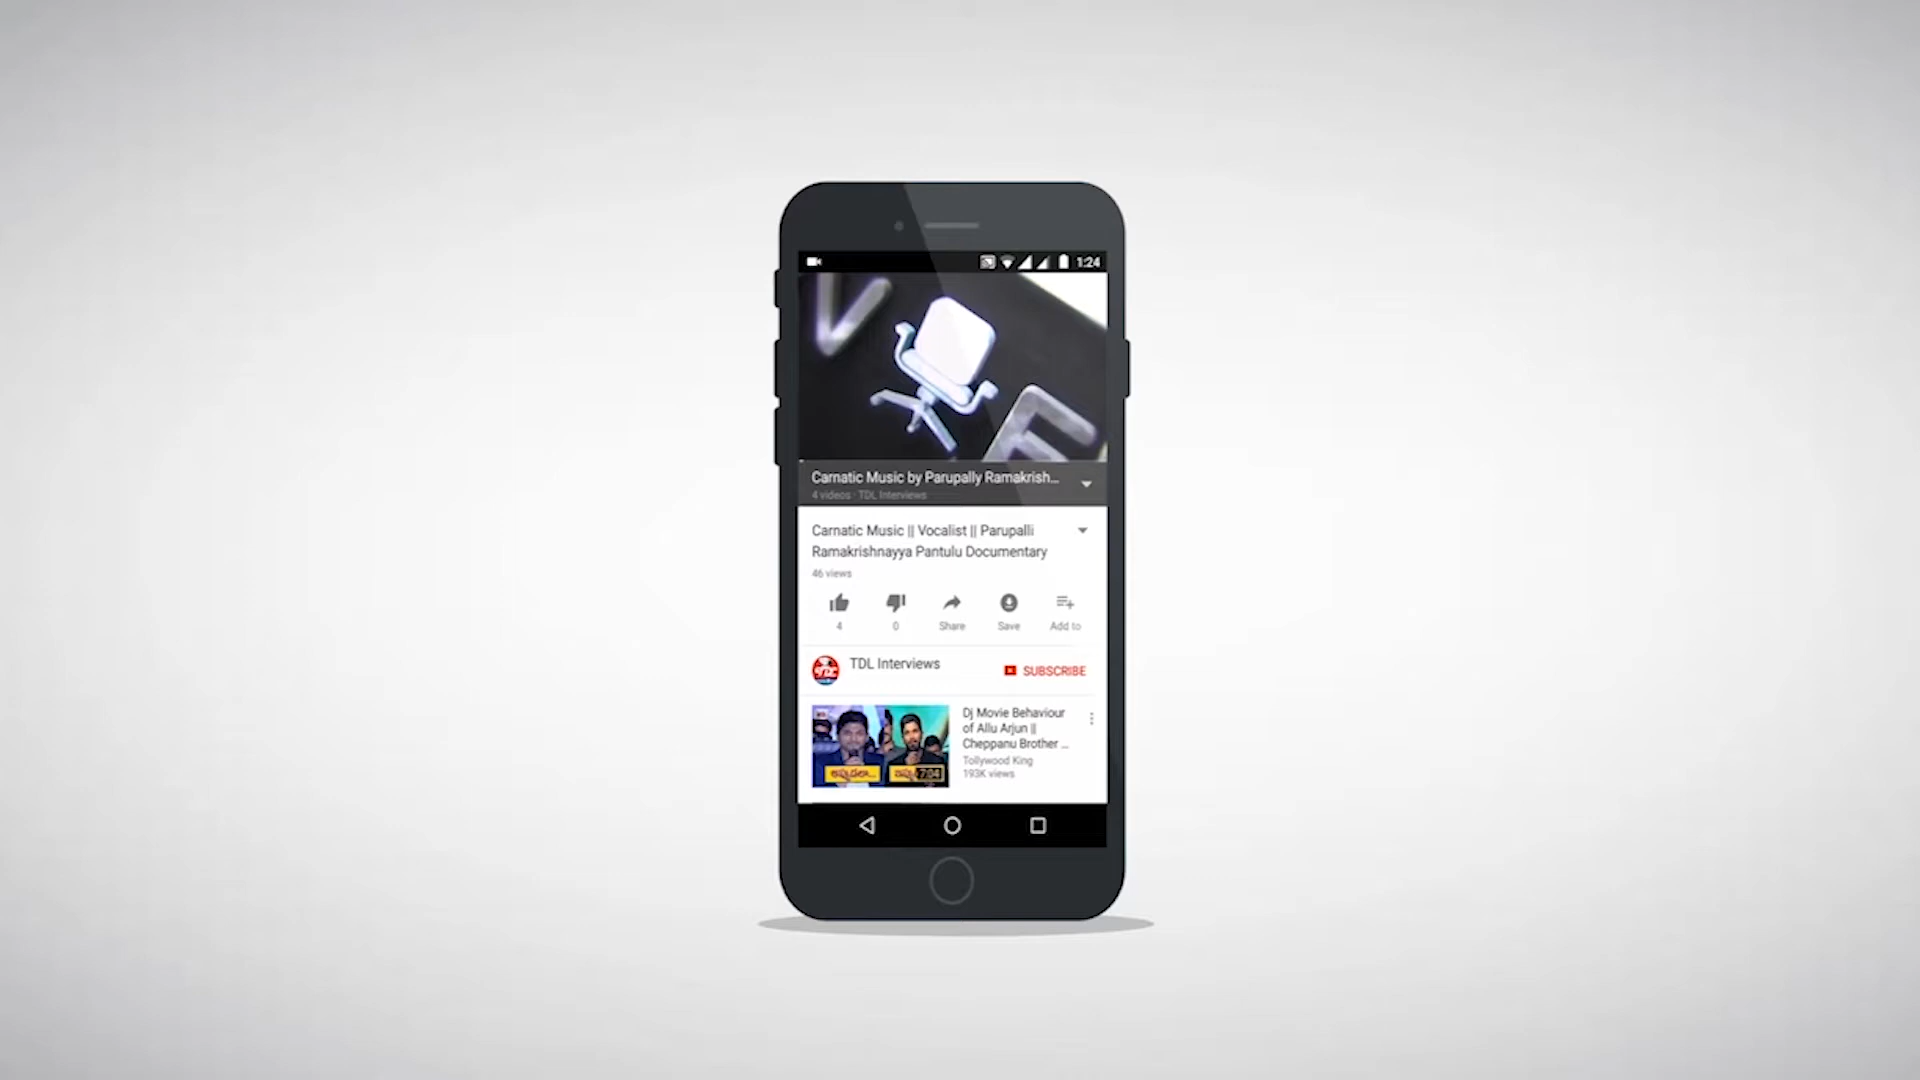 1:24
Carnatic Music by Parupally Ramakrish...
4 videos · TDL Interviews
Carnatic Music || Vocalist || Parupalli
Ramakrishnayya Pantulu Documentary
46 views
4
0
Share
Save
Add to
TDL Interviews
SUBSCRIBE
Dj Movie Behaviour
of Allu Arjun ||
Cheppanu Brother ...
Tollywood King
193K views
7:04